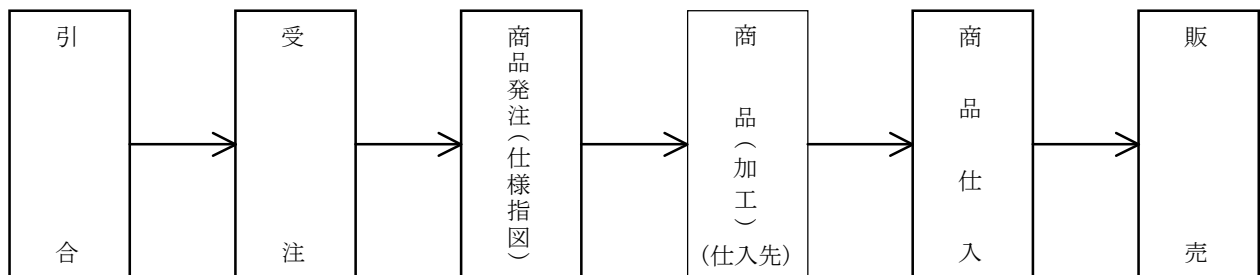 引合
受注
商品発注(仕様指図)
商品(加工)
(仕入先)
商品仕入
販売